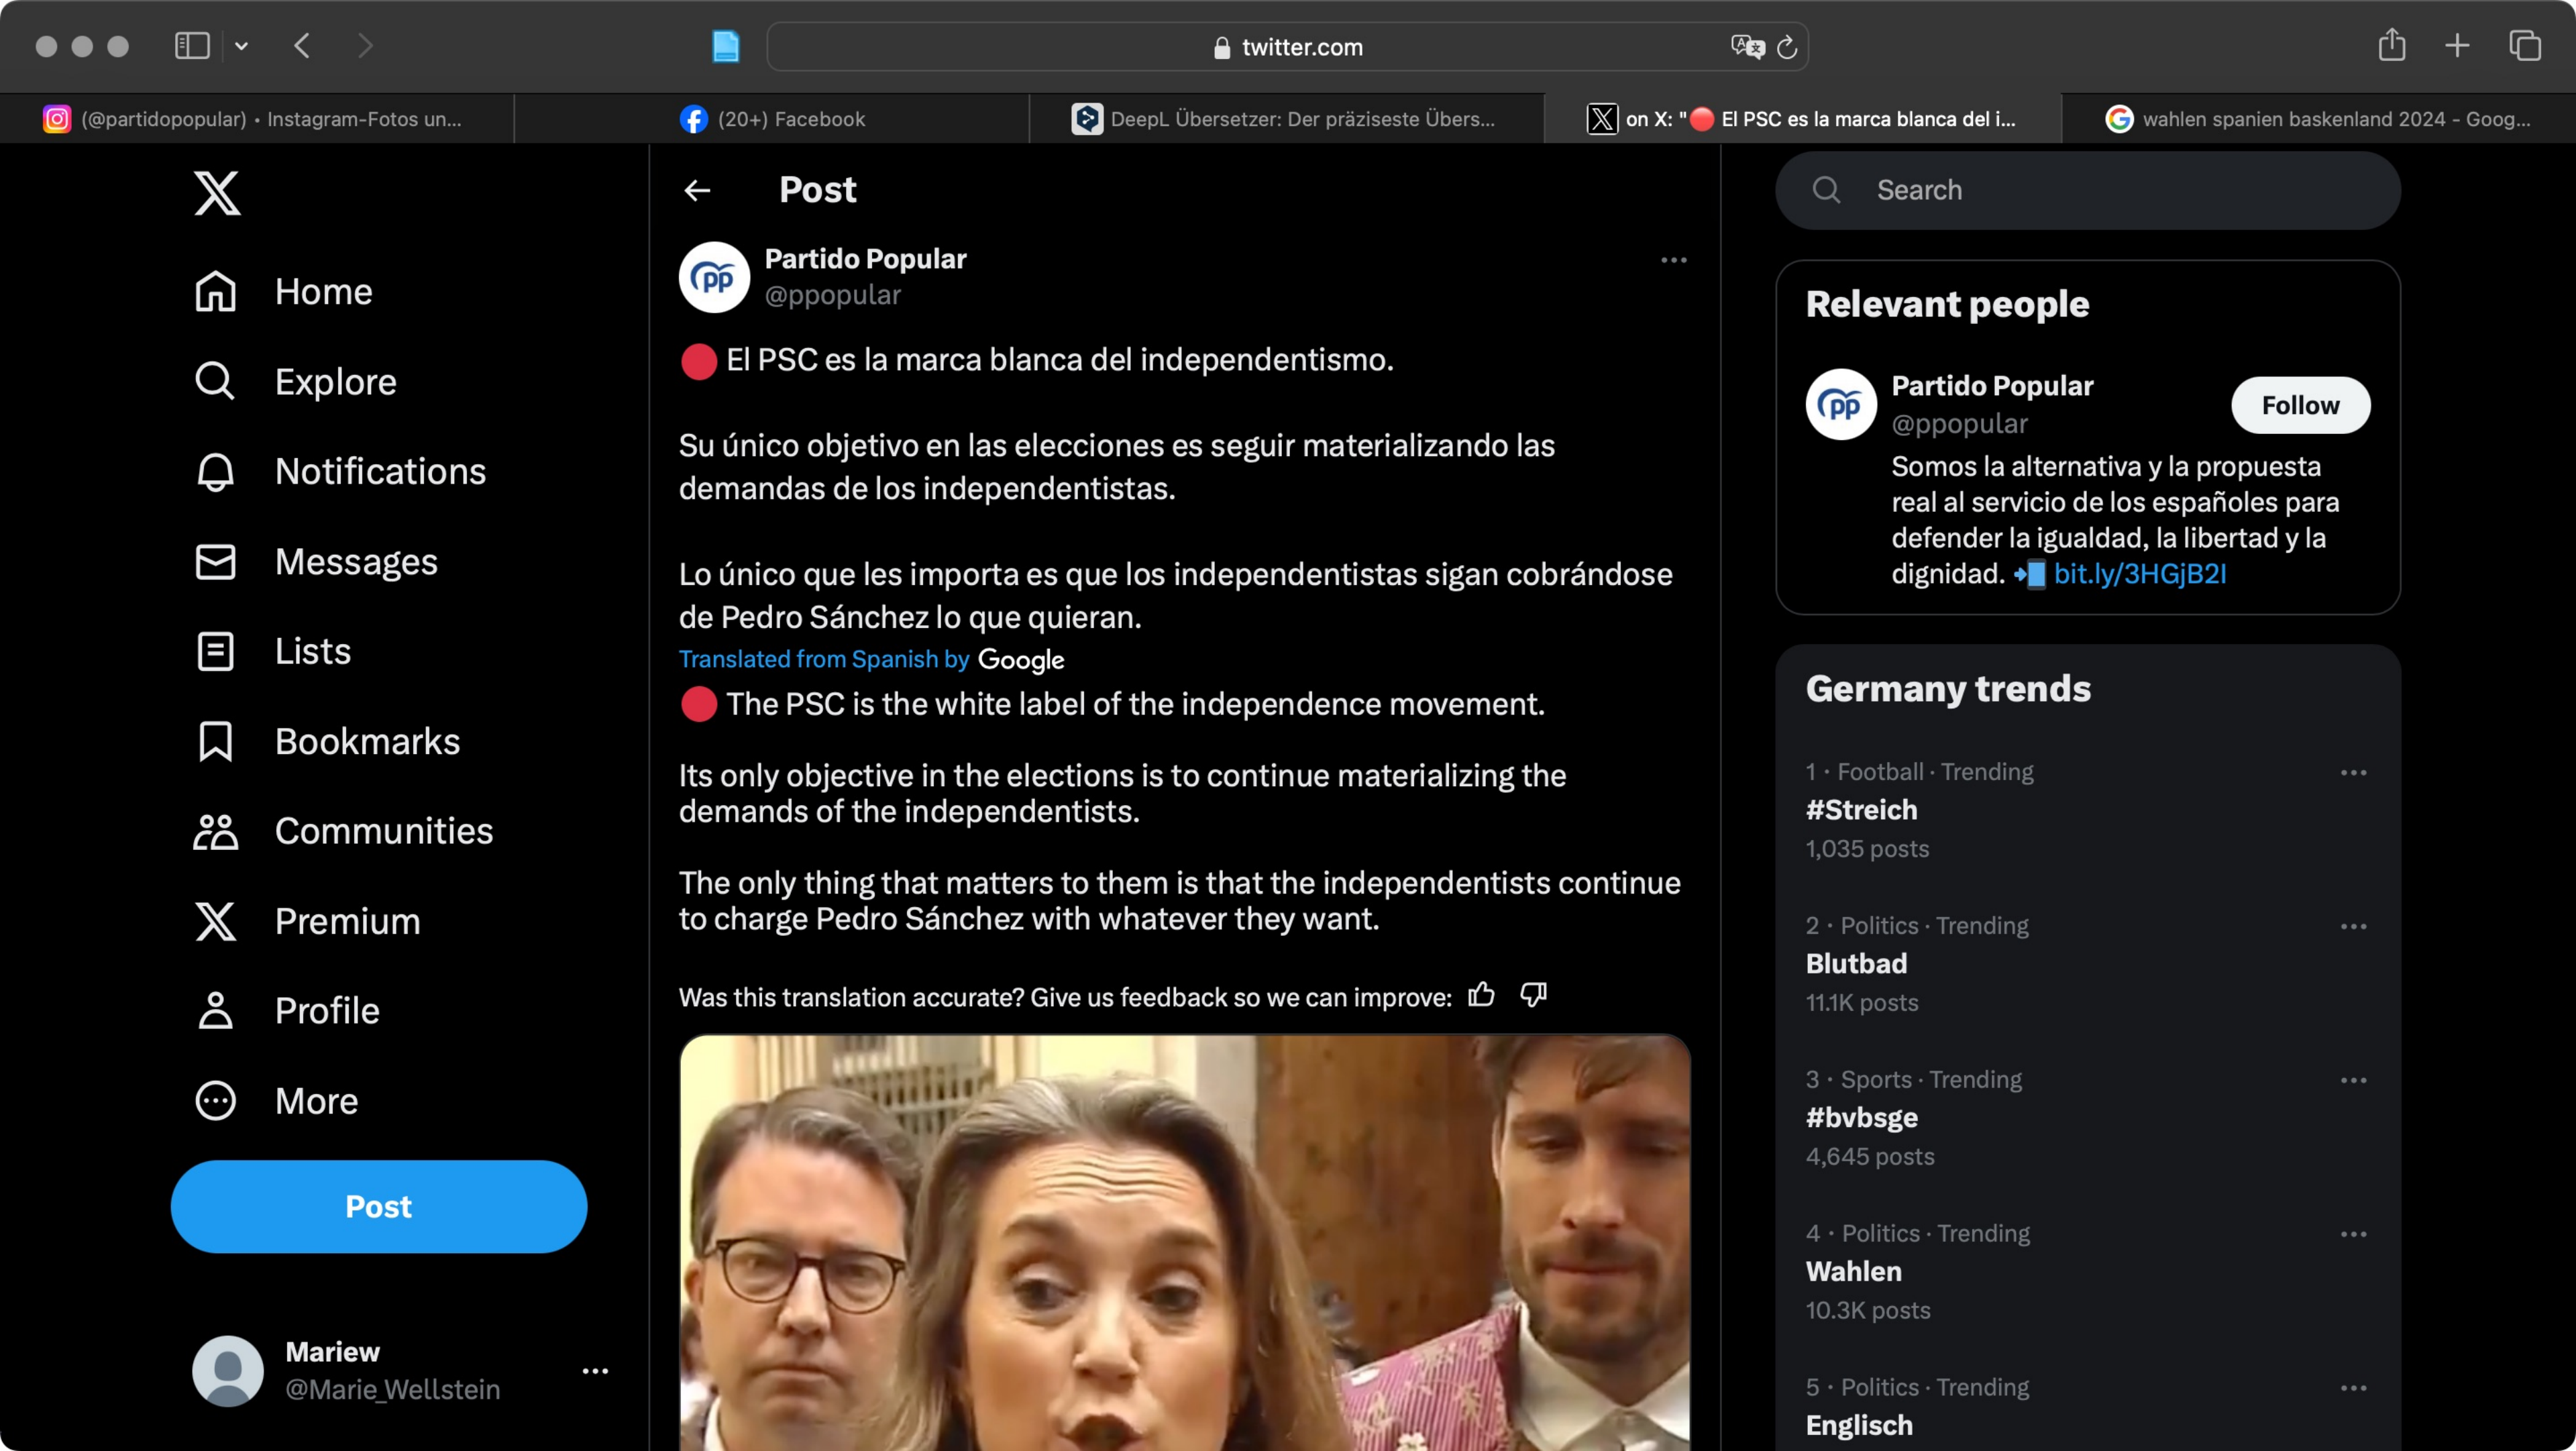 twitter.com
(@partidopopular) • Instagram-Fotos un...
(20+) Facebook
DeepL Übersetzer: Der präziseste Übers...
on X: "🔴 El PSC es la marca blanca del i...
wahlen spanien baskenland 2024 - Goog...
Home
Explore
Notifications
Messages
Lists
Bookmarks
Communities
Premium
Profile
More
Post
Mariew
@Marie_Wellstein
Post
pp
Partido Popular
@ppopular
🔴 El PSC es la marca blanca del independentismo.
Su único objetivo en las elecciones es seguir materializando las
demandas de los independentistas.
Lo único que les importa es que los independentistas sigan cobrándose
de Pedro Sánchez lo que quieran.
Translated from Spanish by Google
🔴 The PSC is the white label of the independence movement.
Its only objective in the elections is to continue materializing the
demands of the independentists.
The only thing that matters to them is that the independentists continue
to charge Pedro Sánchez with whatever they want.
Was this translation accurate? Give us feedback so we can improve:
Search
Relevant people
pp
Partido Popular
@ppopular
Follow
Somos la alternativa y la propuesta
real al servicio de los españoles para
defender la igualdad, la libertad y la
dignidad. 📲 bit.ly/3HGjB2I
Germany trends
1 · Football · Trending
#Streich
1,035 posts
2 · Politics · Trending
Blutbad
11.1K posts
3 · Sports · Trending
#bvbsge
4,645 posts
4 · Politics · Trending
Wahlen
10.3K posts
5 · Politics · Trending
Englisch